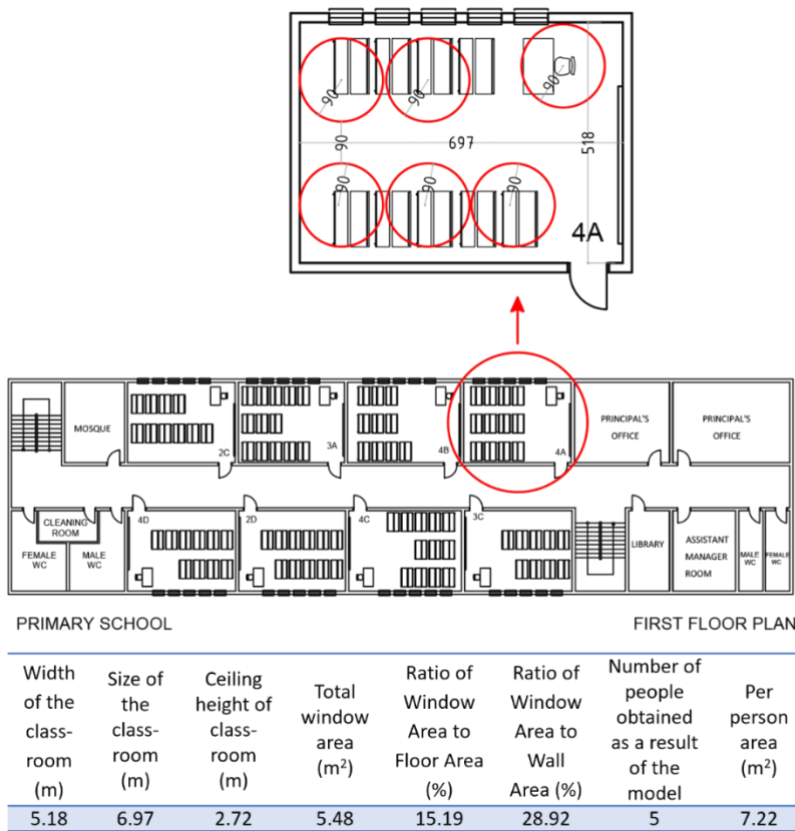 90
90
90
90
697
518
90
90
90
4A
MOSQUE
2C
3A
4B
4A
PRINCIPAL'S
OFFICE
PRINCIPAL'S
OFFICE
CLEANING
ROOM
FEMALE
WC
MALE
WC
4D
2D
4C
3C
LIBRARY
ASSISTANT
MANAGER
ROOM
MALE
WC
FEMALE
WC
PRIMARY SCHOOL
FIRST FLOOR PLAN
Width
of the
class-
room
(m)
Size of
the
class-
room
(m)
Ceiling
height of
class-
room
(m)
Total
window
area
(m²)
Ratio of
Window
Area to
Floor Area
(%)
Ratio of
Window
Area to
Wall
Area (%)
Number of
people
obtained
as a result
of the
model
Per
person
area
(m²)
5.18 6.97 2.72 5.48 15.19 28.92 5 7.22